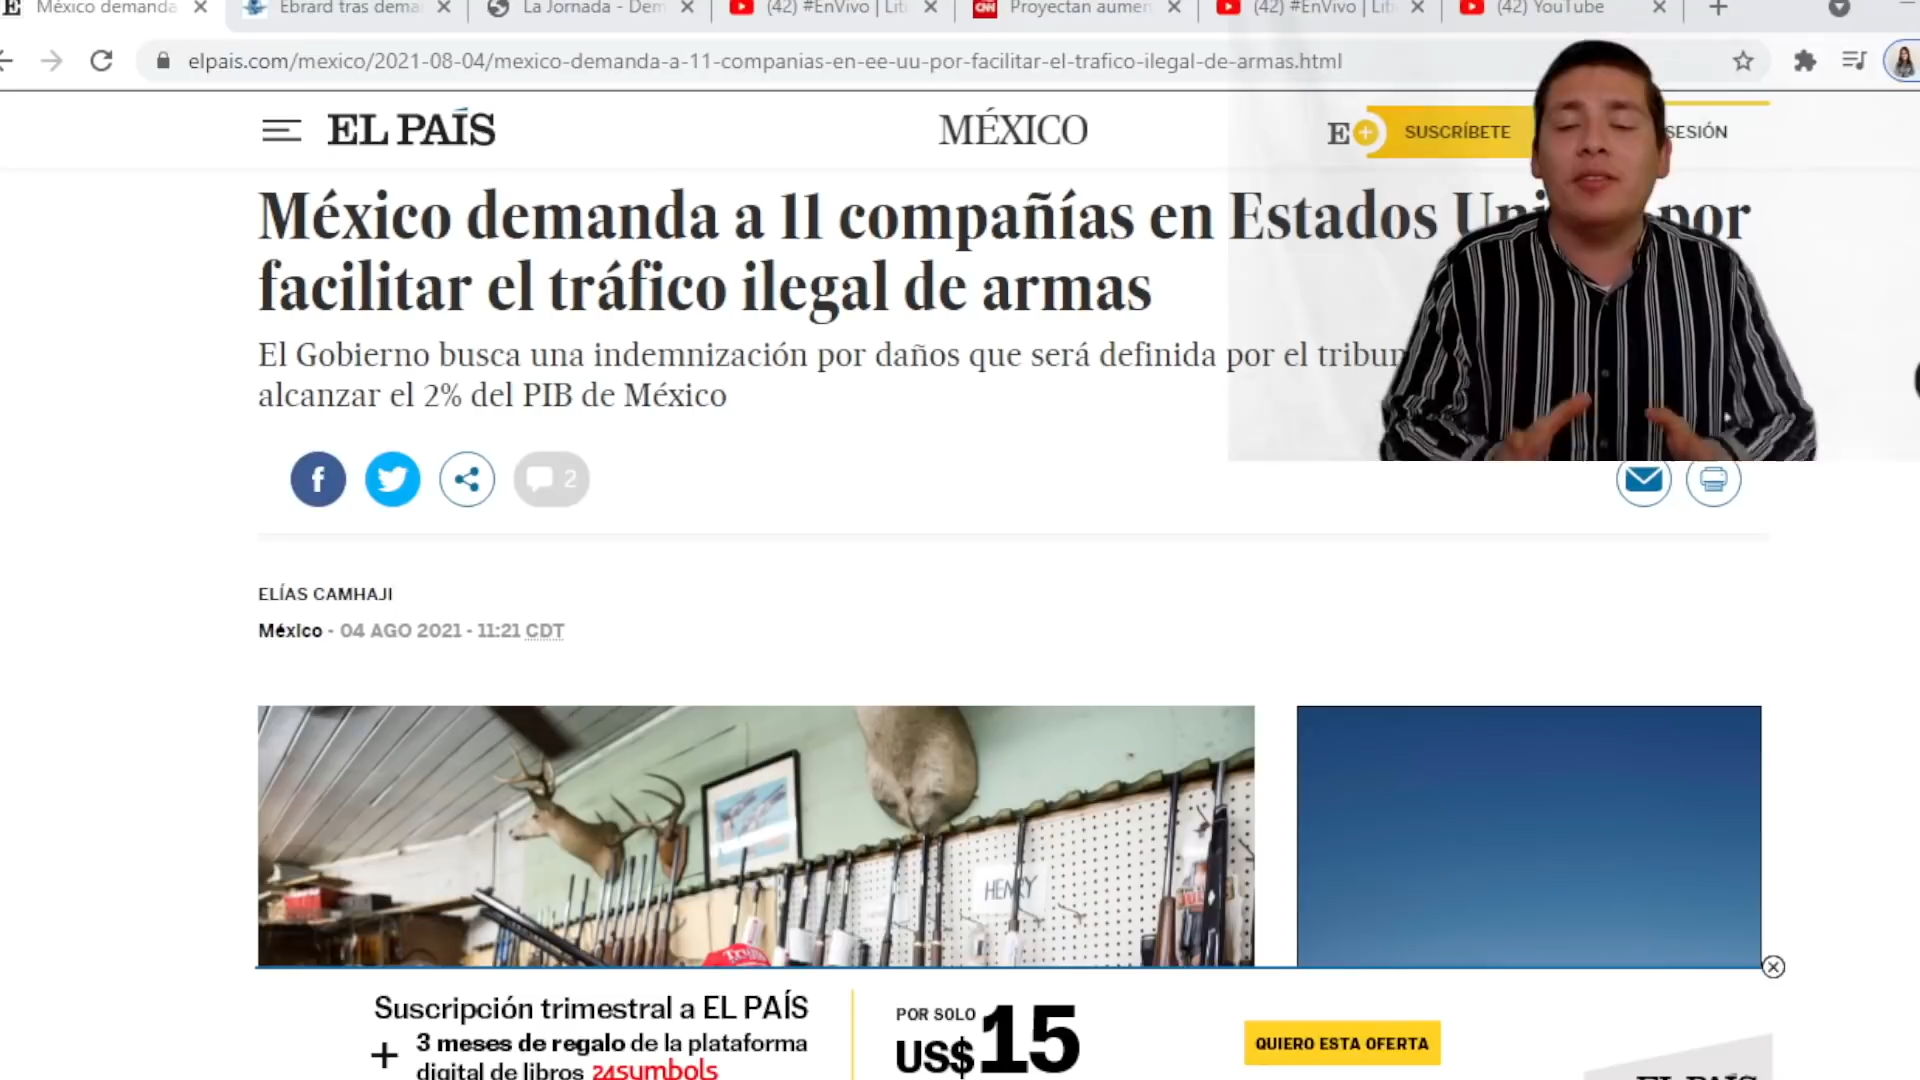 México demanda
Ebrard tras dema
La Jornada - Dem
(42) #EnVivo | Lit
Proyectan aumen
(42) #EnVivo | Lit
(42) YouTube
elpais.com/mexico/2021-08-04/mexico-demanda-a-11-companias-en-ee-uu-por-facilitar-el-trafico-ilegal-de-armas.html
EL PAÍS
MÉXICO
E+
SUSCRÍBETE
SESIÓN
México demanda a 11 compañías en Estados Uni por
facilitar el tráfico ilegal de armas
El Gobierno busca una indemnización por daños que será definida por el tribun
alcanzar el 2% del PIB de México
2
ELÍAS CAMHAJI
México - 04 AGO 2021 - 11:21 CDT
HENRY
Suscripción trimestral a EL PAÍS
+ 3 meses de regalo de la plataforma
digital de libros 24symbols
POR SOLO
US$15
QUIERO ESTA OFERTA
EL PAÍS